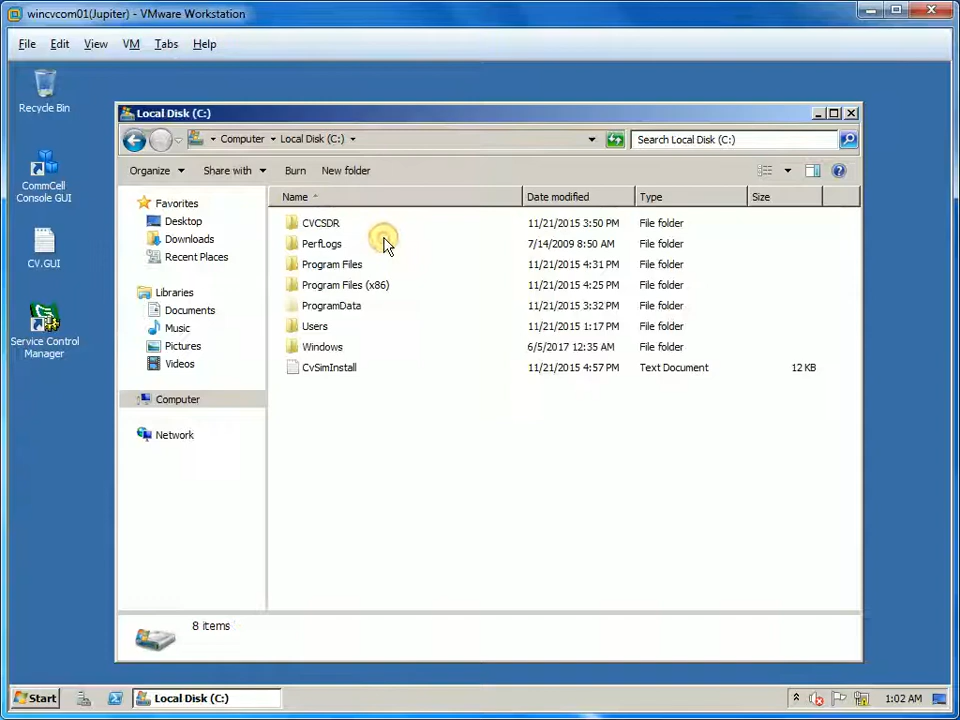 wincvcom01(Jupiter) - VMware Workstation
File Edit View VM Tabs Help
Recycle Bin
CommCell
Console GUI
CV.GUI
Service Control
Manager
Local Disk (C:)
Computer Local Disk (C:) Search Local Disk (C:)
Organize Share with Burn New folder
Favorites
Desktop
Downloads
Recent Places
Libraries
Documents
Music
Pictures
Videos
Computer
Network
Name Date modified Type Size
CVCSDR 11/21/2015 3:50 PM File folder
PerfLogs 7/14/2009 8:50 AM File folder
Program Files 11/21/2015 4:31 PM File folder
Program Files (x86) 11/21/2015 4:25 PM File folder
ProgramData 11/21/2015 3:32 PM File folder
Users 11/21/2015 1:17 PM File folder
Windows 6/5/2017 12:35 AM File folder
CvSimInstall 11/21/2015 4:57 PM Text Document 12 KB
8 items
Start Local Disk (C:) 1:02 AM